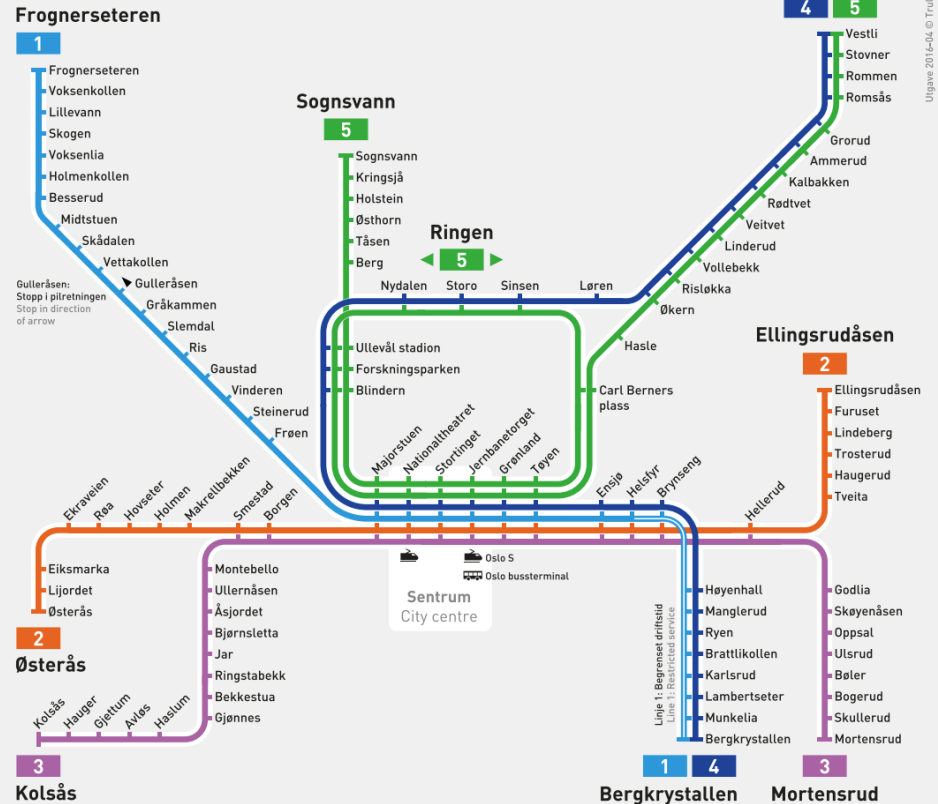 Frognerseteren
1
Frognerseteren
Voksenkollen
Lillevann
Skogen
Voksenlia
Holmenkollen
Besserud
Midtstuen
Skådalen
Vettakollen
Gulleråsen
Gråkammen
Slemdal
Ris
Gaustad
Vinderen
Steinerud
Frøen
Gulleråsen:
Stopp i pilretningen
Stop in direction
of arrow
Sognsvann
5
Sognsvann
Kringsjå
Holstein
Østhorn
Tåsen
Berg
Ringen
5
Nydalen
Storo
Sinsen
Løren
Ullevål stadion
Forskningsparken
Blindern
4
5
Vestli
Stovner
Rommen
Romsås
Grorud
Ammerud
Kalbakken
Rødtvet
Veitvet
Linderud
Vollebekk
Risløkka
Økern
Hasle
Carl Berners
plass
Utgave 2016-04 ©
Ellingsrudåsen
2
Ellingsrudåsen
Furuset
Lindeberg
Trosterud
Haugerud
Tveita
Majorstuen
Nationaltheatret
Stortinget
Jernbanetorget
Grønland
Tøyen
Ensjø
Helsfyr
Brynseng
Hellerud
Ekraveien
Røa
Hovseter
Holmen
Makrellbekken
Smestad
Borgen
Oslo S
Oslo bussterminal
Sentrum
City centre
Eiksmarka
Lijordet
Østerås
2
Østerås
Montebello
Ullernåsen
Åsjordet
Bjørnsletta
Jar
Ringstabekk
Bekkestua
Gjønnes
Kolsås
Hauger
Gjettum
Avløs
Haslum
3
Kolsås
Linje 1: Begrenset driftstid
Line 1: Restricted service
Høyenhall
Manglerud
Ryen
Brattlikollen
Karlsrud
Lambertseter
Munkelia
Bergkrystallen
1
4
Bergkrystallen
Godlia
Skøyenåsen
Oppsal
Ulsrud
Bøler
Bogerud
Skullerud
Mortensrud
3
Mortensrud